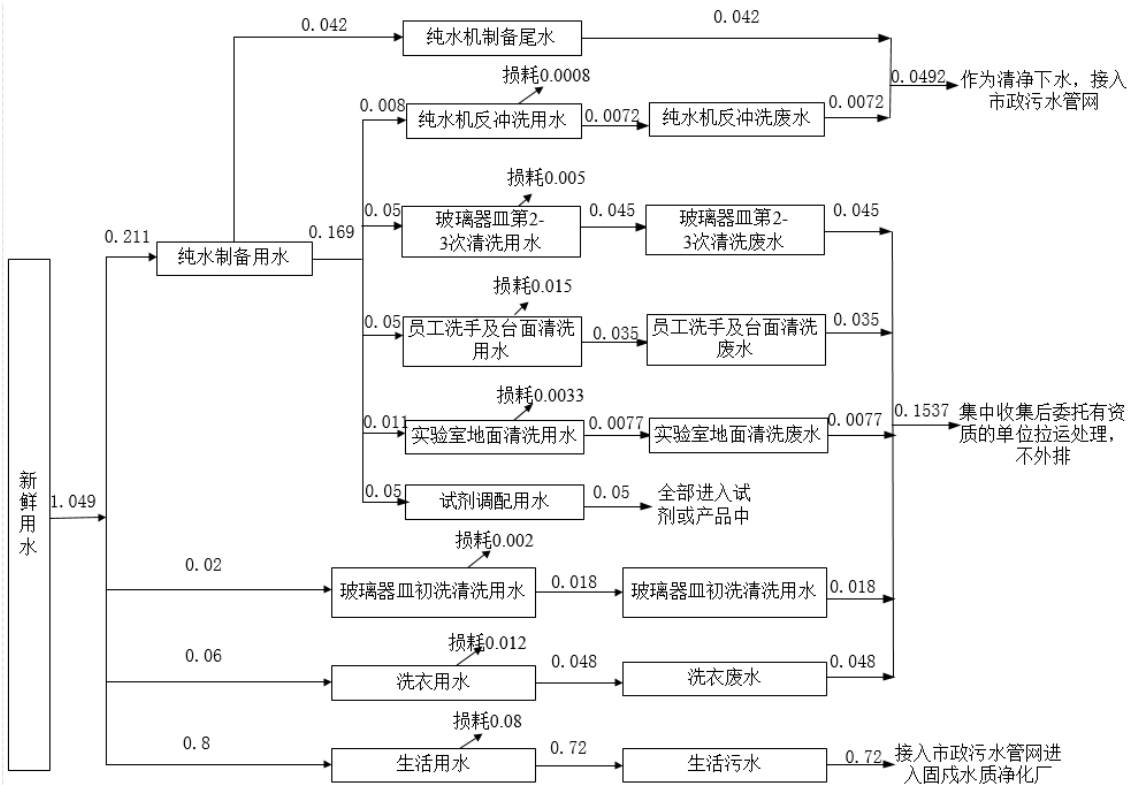 0.042
纯水机制备尾水
0.042
0.0492
作为清净下水，接入
市政污水管网
损耗0.0008
0.008
纯水机反冲洗用水
0.0072
纯水机反冲洗废水
0.0072
损耗0.005
0.05
玻璃器皿第2-
3次清洗用水
0.045
玻璃器皿第2-
3次清洗废水
0.045
0.211
纯水制备用水
0.169
损耗0.015
0.05
员工洗手及台面清洗
用水
0.035
员工洗手及台面清洗
废水
0.035
损耗0.0033
0.011
实验室地面清洗用水
0.0077
实验室地面清洗废水
0.0077
0.1537
集中收集后委托有资
质的单位拉运处理，
不外排
新
鲜
用
水
1.049
0.05
试剂调配用水
0.05
全部进入试
剂或产品中
损耗0.002
0.02
玻璃器皿初洗清洗用水
0.018
玻璃器皿初洗清洗用水
0.018
损耗0.012
0.06
洗衣用水
0.048
洗衣废水
0.048
损耗0.08
0.8
生活用水
0.72
生活污水
0.72
接入市政污水管网进
入固戍水质净化厂